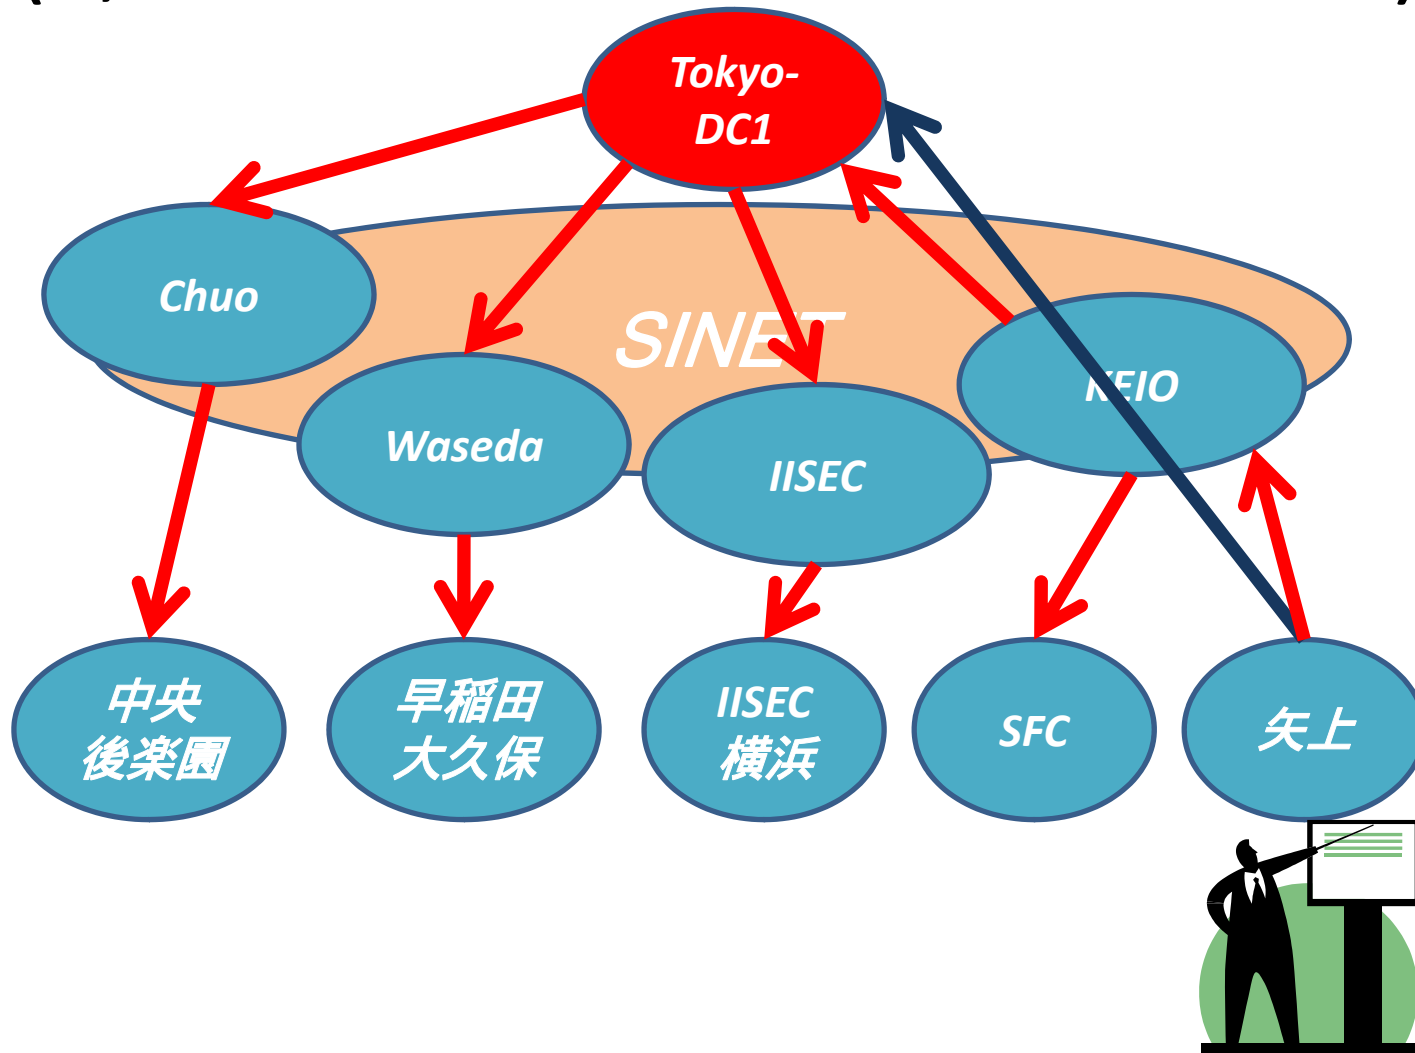 Tokyo-
DC1
Chuo
SINET
KEIO
Waseda
IISEC
中央
後楽園
早稲田
大久保
IISEC
横浜
SFC
矢上